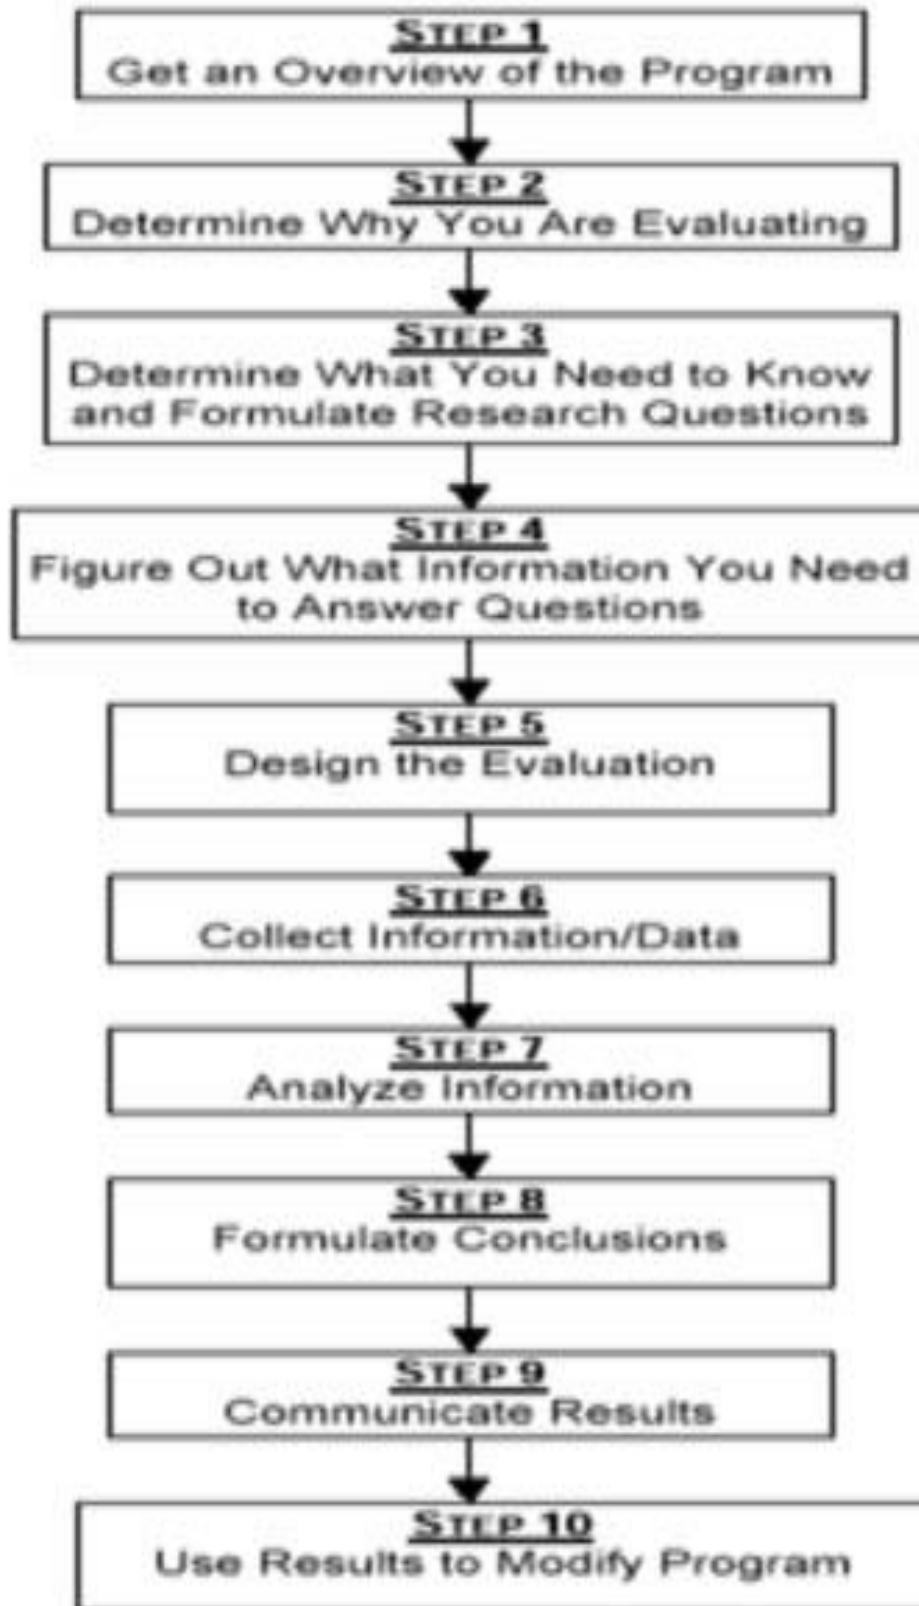 STEP 1
Get an Overview of the Program
STEP 2
Determine Why You Are Evaluating
STEP 3
Determine What You Need to Know
and Formulate Research Questions
STEP 4
Figure Out What Information You Need
to Answer Questions
STEP 5
Design the Evaluation
STEP 6
Collect Information/Data
STEP 7
Analyze Information
STEP 8
Formulate Conclusions
STEP 9
Communicate Results
STEP 10
Use Results to Modify Program